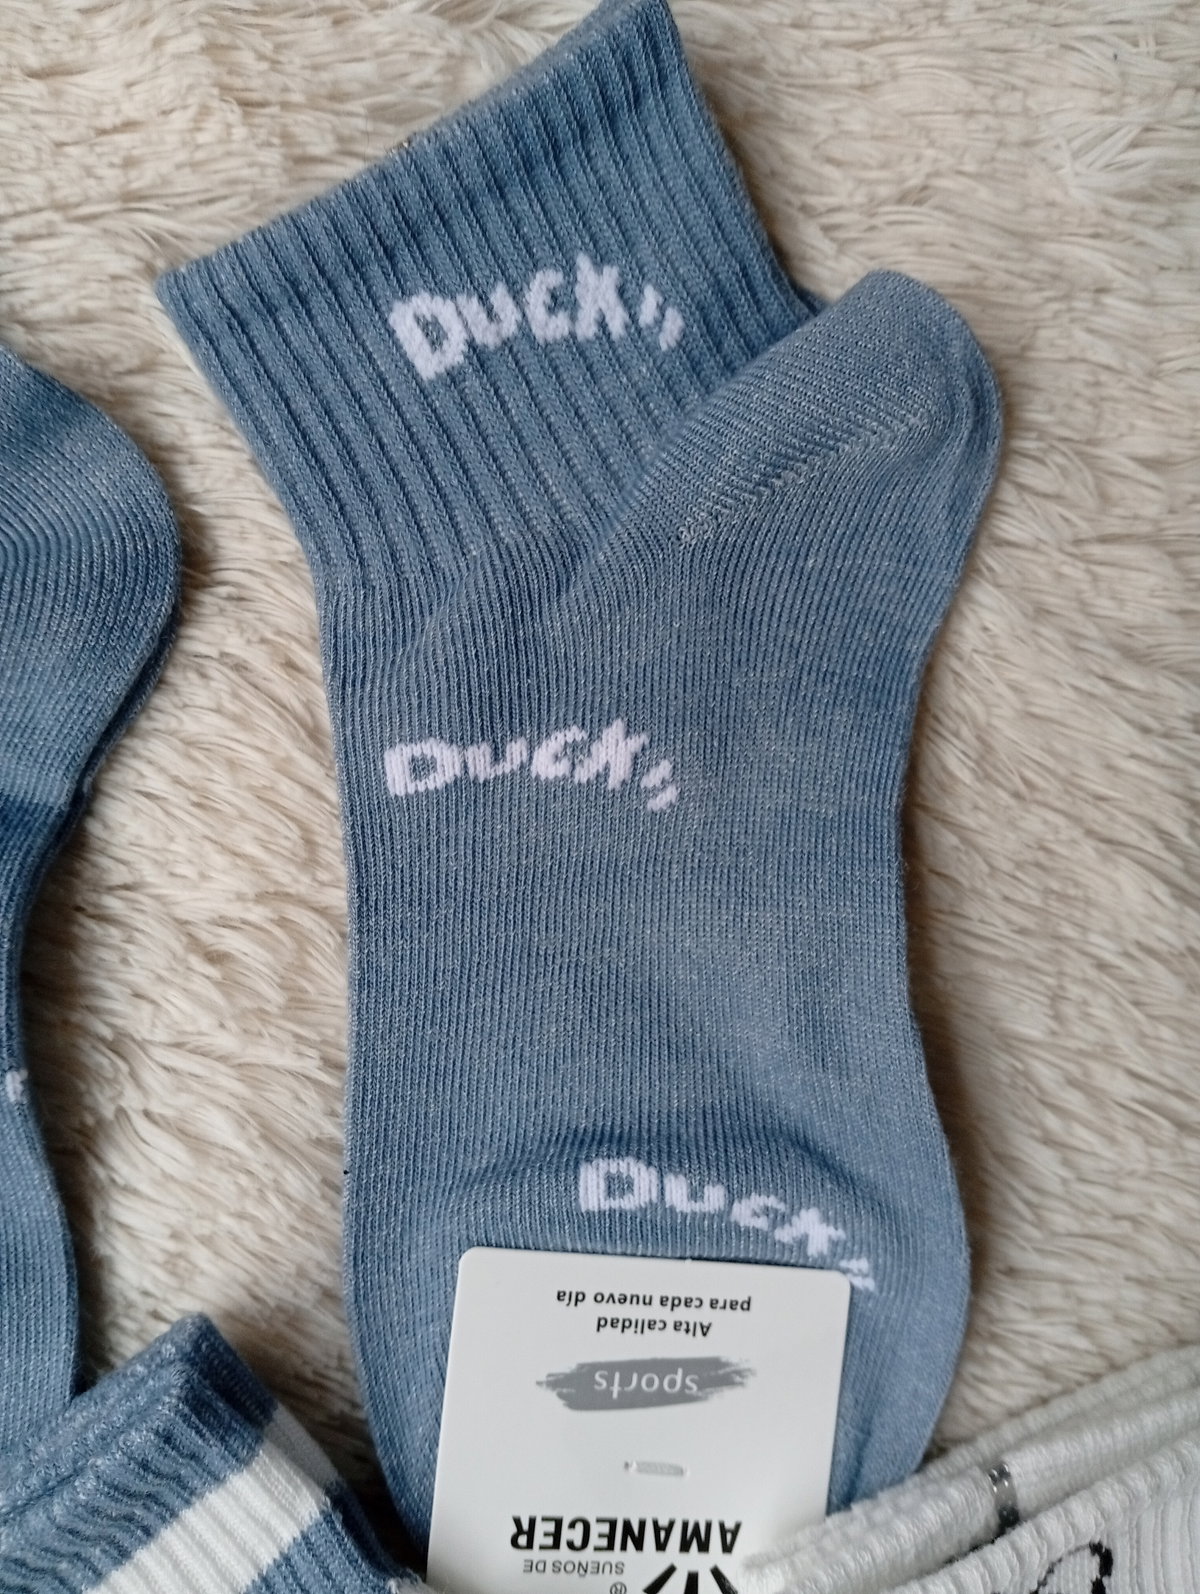 DUCK
DUCK
DUCK
SUEÑOS DE ®
AMANECER
sports
Alta calidad
para cada nuevo día